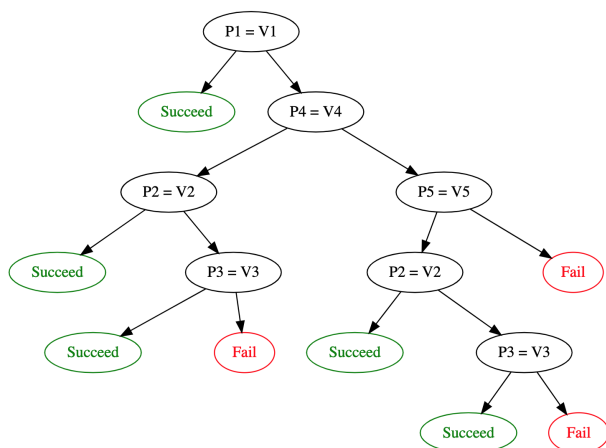 P1 = V1
Succeed
P4 = V4
P2 = V2
P5 = V5
Succeed
P3 = V3
P2 = V2
Fail
Succeed
Fail
Succeed
P3 = V3
Succeed
Fail